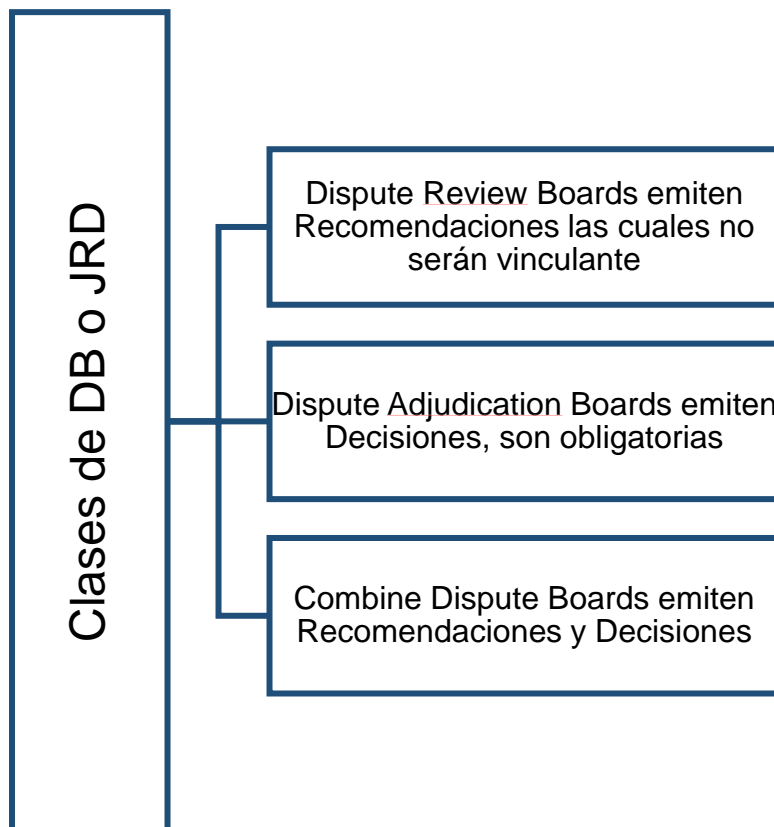 Clases de DB o JRD
Dispute Review Boards emiten
Recomendaciones las cuales no
serán vinculante
Dispute Adjudication Boards emiten
Decisiones, son obligatorias
Combine Dispute Boards emiten
Recomendaciones y Decisiones